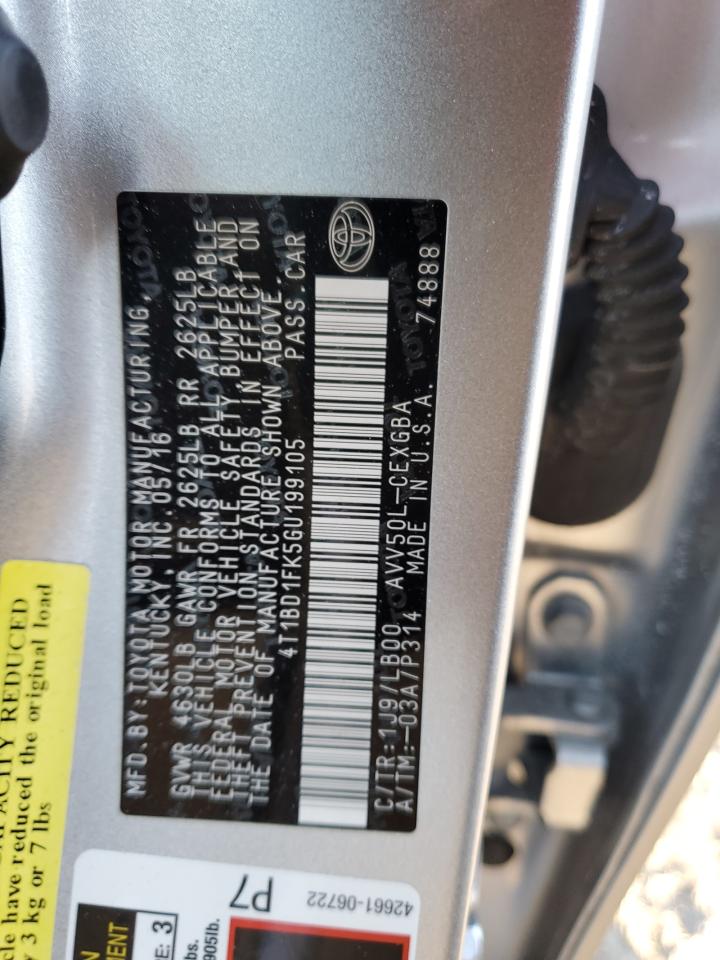 MFD.BY:TOYOTA MOTOR MANUFACTURING,
KENTUCKY, INC. 05/16
GVWR 4630LB GAWR FR 2625LB RR 2625LB
THIS VEHICLE CONFORMS TO ALL APPLICABLE
FEDERAL MOTOR VEHICLE SAFETY, BUMPER, AND
THEFT PREVENTION STANDARDS IN EFFECT ON
THE DATE OF MANUFACTURE SHOWN ABOVE.
4T1BD1FK5GU199105 PASS.CAR
C/TR:1J9/LB00 AVV50L-CEXGBA
A/TM:-03A/P314 MADE IN U.S.A. 74888
TOYOTA
REDUCED
have reduced the original load
3 kg or 7 lbs
P7
42661-06722
3
905lb.